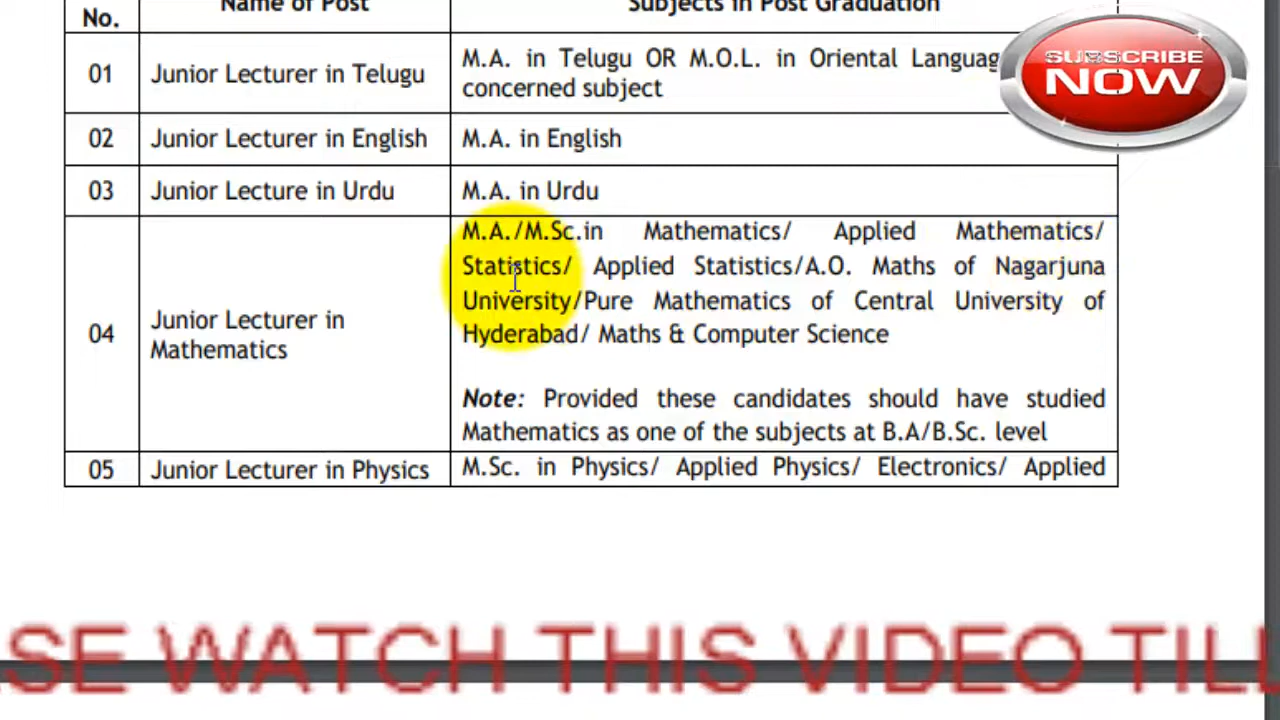 No.
Name of Post
Subjects in Post Graduation
01
Junior Lecturer in Telugu
M.A. in Telugu OR M.O.L. in Oriental
concerned subject
02
Junior Lecturer in English
M.A. in English
03
Junior Lecture in Urdu
M.A. in Urdu
04
Junior Lecturer in
Mathematics
M.A./M.Sc.in Mathematics/ Applied Mathematics/
Statistics/ Applied Statistics/A.O. Maths of Nagarjuna
University/Pure Mathematics of Central University of
Hyderabad/ Maths & Computer Science
Note: Provided these candidates should have studied
Mathematics as one of the subjects at B.A/B.Sc. level
05
Junior Lecturer in Physics
M.Sc. in Physics/ Applied Physics/ Electronics/ Applied
SUBSCRIBE
NOW
SE WATCH THIS VIDEO TILL